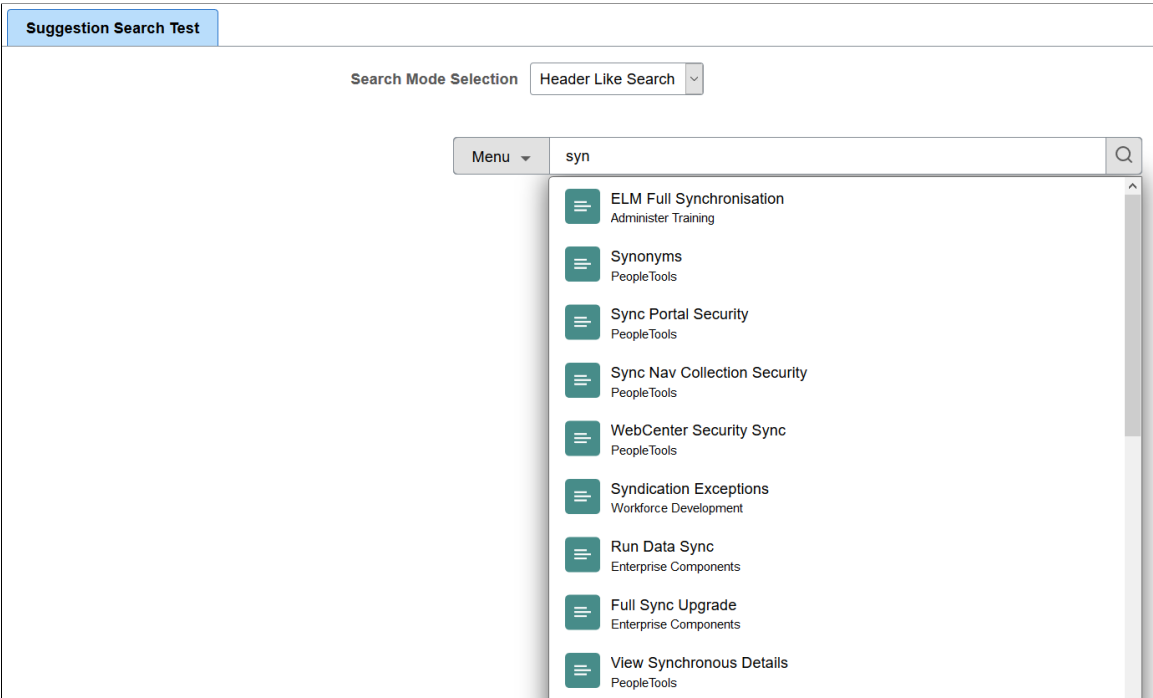 Suggestion Search Test
Search Mode Selection Header Like Search
Menu syn
ELM Full Synchronisation
Administer Training
Synonyms
PeopleTools
Sync Portal Security
PeopleTools
Sync Nav Collection Security
PeopleTools
WebCenter Security Sync
PeopleTools
Syndication Exceptions
Workforce Development
Run Data Sync
Enterprise Components
Full Sync Upgrade
Enterprise Components
View Synchronous Details
PeopleTools